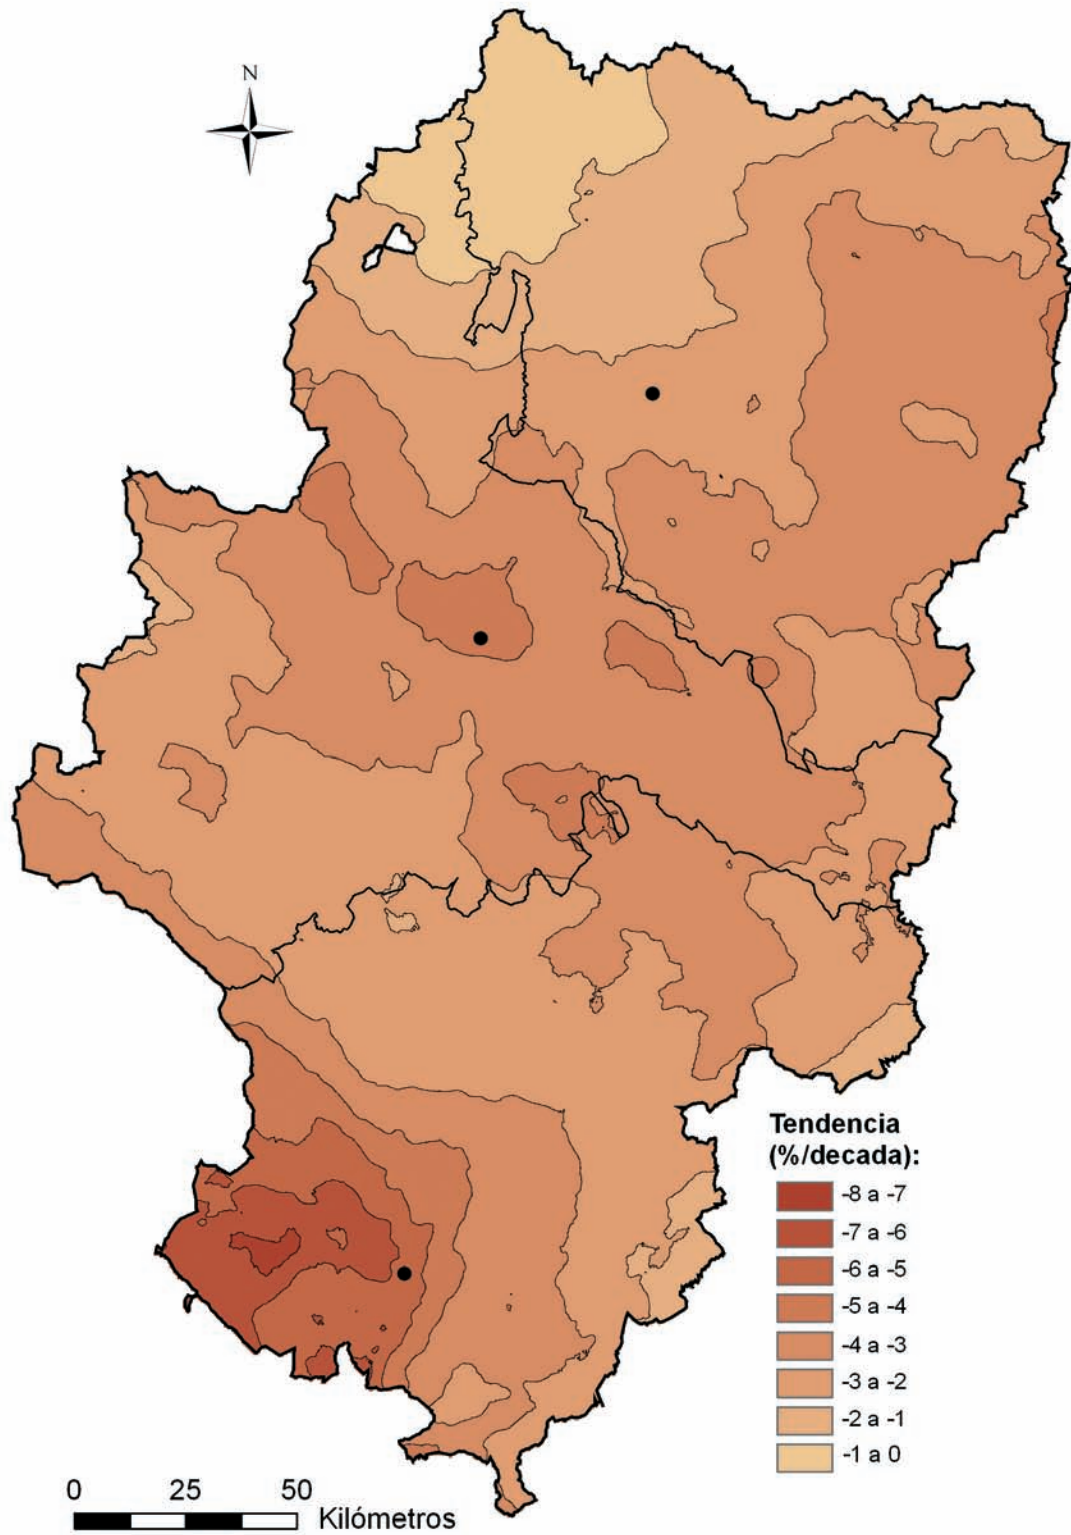 N
Tendencia
(%/decada):
-8 a -7
-7 a -6
-6 a -5
-5 a -4
-4 a -3
-3 a -2
-2 a -1
-1 a 0
0 25 50
Kilómetros